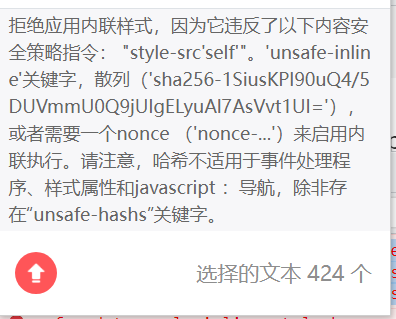 拒绝应用内联样式，因为它违反了以下内容安
全策略指令： "style-src'self'"。'unsafe-inlin
e'关键字，散列（'sha256-1SiusKPI90uQ4/5
DUVmmU0Q9jUIgELyuAI7AsVvt1UI='），
或者需要一个nonce （'nonce-...'）来启用内
联执行。请注意，哈希不适用于事件处理程
序、样式属性和javascript ：导航，除非存
在“unsafe-hashs”关键字。
选择的文本 424 个